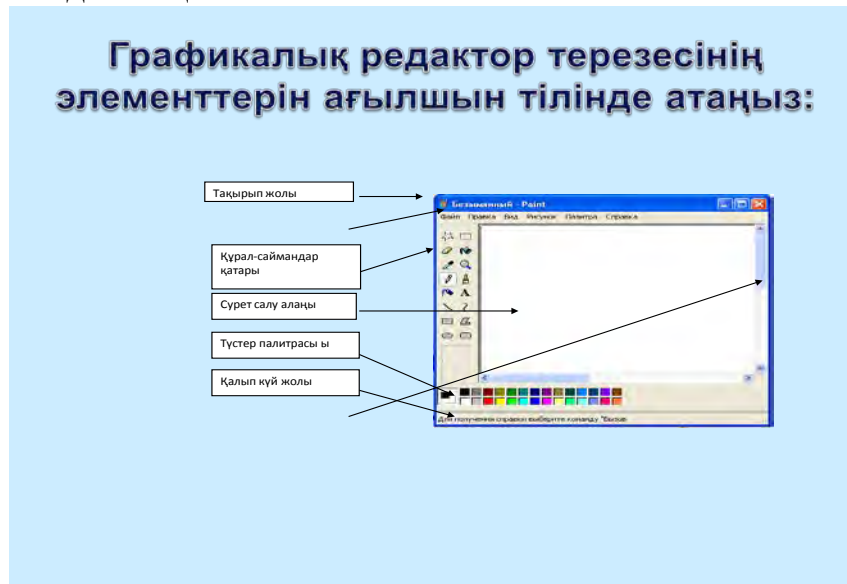 Графикалық редактор терезесінің
элементтерін ағылшын тілінде атаңыз:
Тақырып жолы
Безымянный - Paint
Файл Правка Вид Рисунок Палитра Справка
Құрал-саймандар
қатары
Сурет салу алаңы
Түстер палитрасы ы
Қалып күй жолы
Для получения справки выберите команду "Вызов